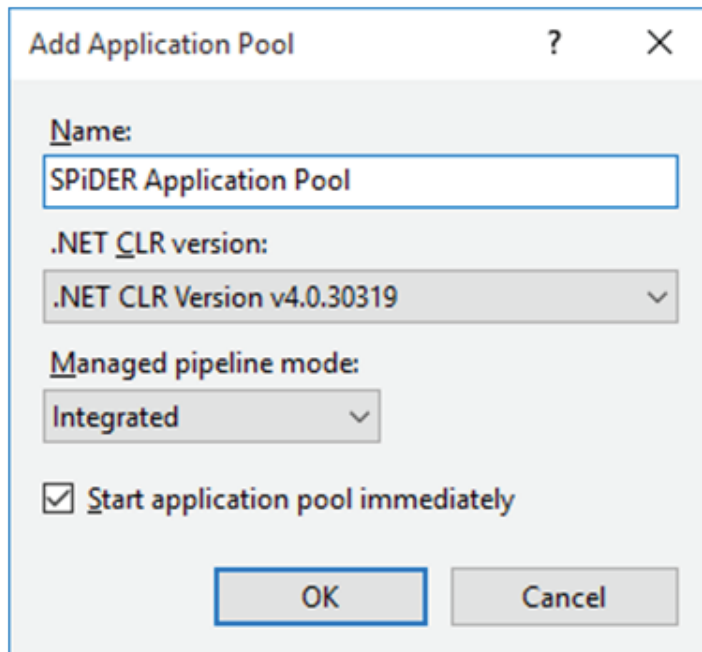 Add Application Pool ?
Name:
SPiDER Application Pool
.NET CLR version:
.NET CLR Version v4.0.30319
Managed pipeline mode:
Integrated
Start application pool immediately
OK Cancel